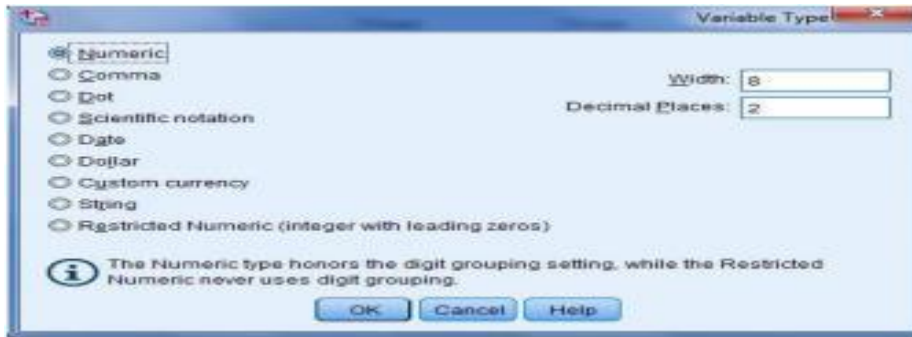 Variable Type
Numeric
Comma
Width: 8
Dot
Decimal Places: 2
Scientific notation
Date
Dollar
Custom currency
String
Restricted Numeric (integer with leading zeros)
The Numeric type honors the digit grouping setting, while the Restricted
Numeric never uses digit grouping.
OK Cancel Help